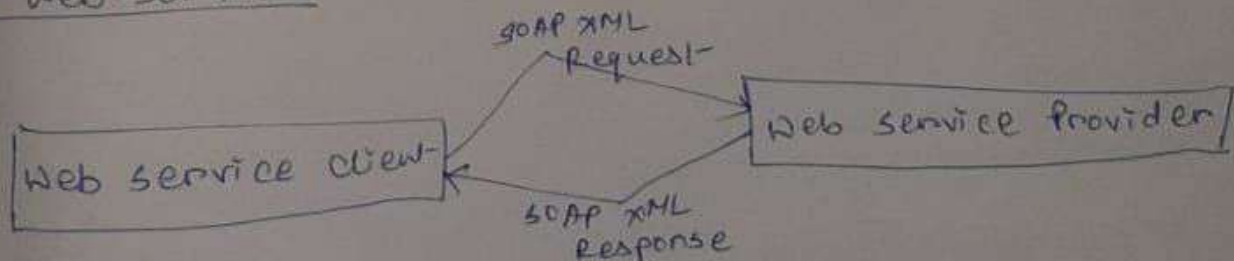 SOAP XML
Request
Web service client
Web service Provider
SOAP XML
Response